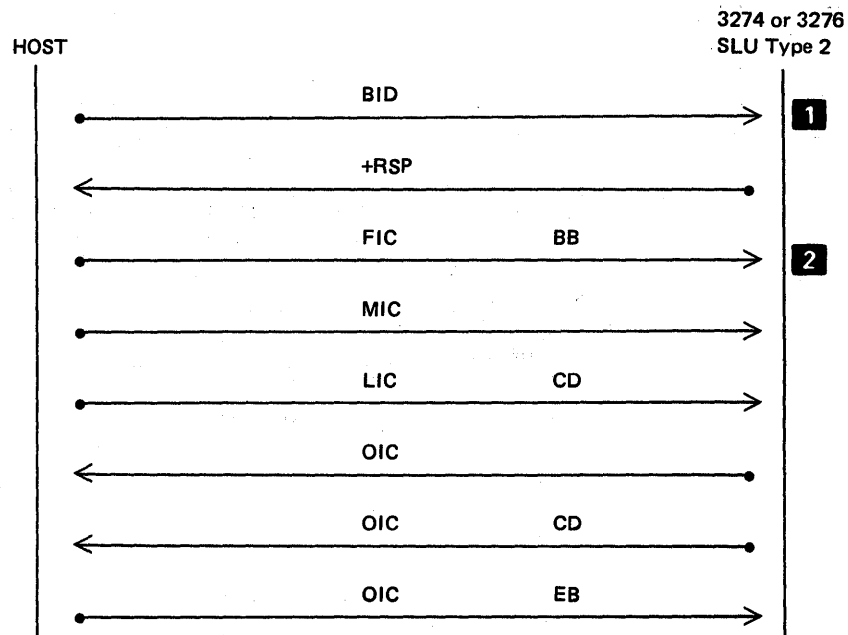 3274 or 3276
HOST SLU Type 2
BID
1
+RSP
FIC BB
2
MIC
LIC CD
OIC
OIC CD
OIC EB